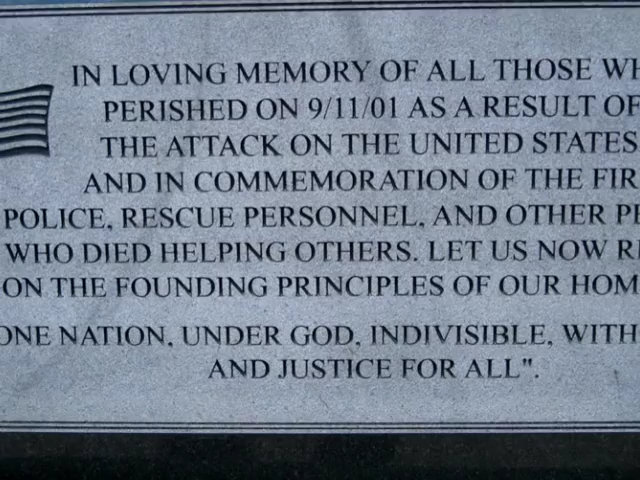 IN LOVING MEMORY OF ALL THOSE WH
PERISHED ON 9/11/01 AS A RESULT OF
THE ATTACK ON THE UNITED STATES
AND IN COMMEMORATION OF THE FIR
POLICE, RESCUE PERSONNEL, AND OTHER P
WHO DIED HELPING OTHERS. LET US NOW R
ON THE FOUNDING PRINCIPLES OF OUR HOM
ONE NATION, UNDER GOD, INDIVISIBLE, WITH
AND JUSTICE FOR ALL".